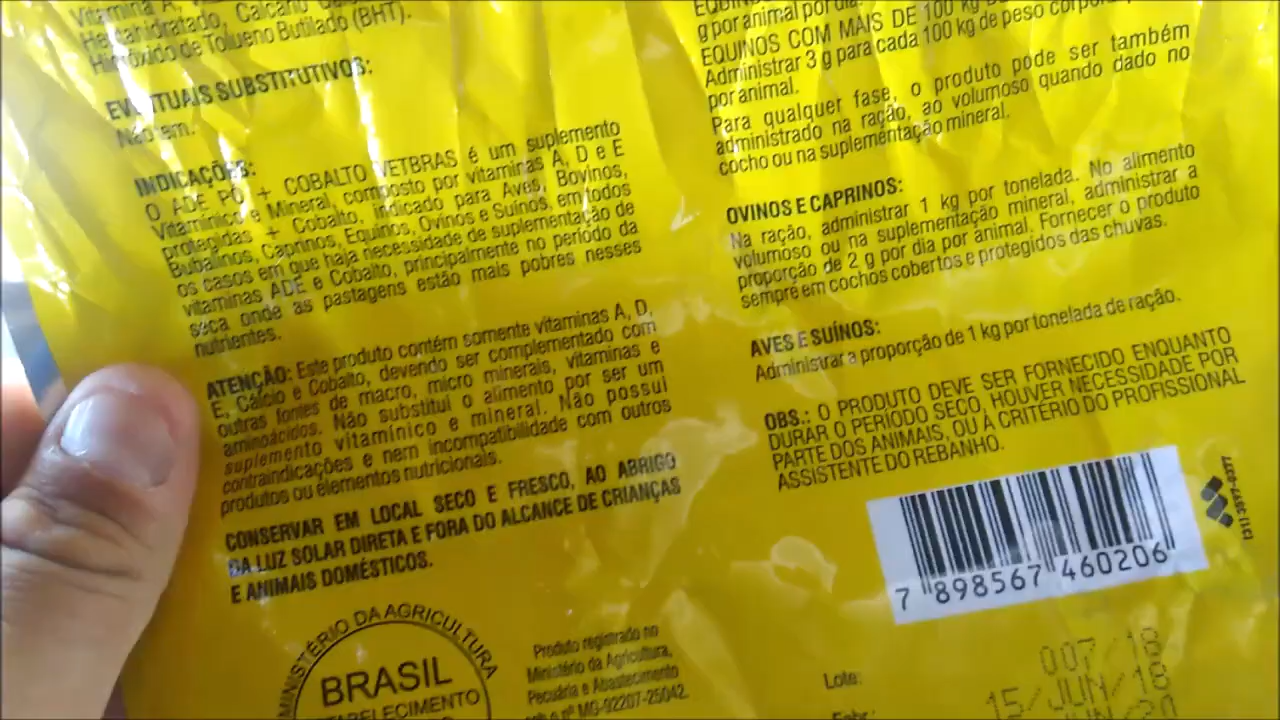 Vitamina A,
Hexahidratado, Calcário
Hidróxido de Tolueno Butilado (BHT).
EVENTUAIS SUBSTITUTIVOS:
Não tem.
INDICAÇÕES:
O ADE PÓ + COBALTO VETBRAS é um suplemento
Vitamínico e Mineral, composto por vitaminas A, D e E
protegidas + Cobalto, indicado para Aves, Bovinos,
Bubalinos, Caprinos, Equinos, Ovinos e Suínos, em todos
os casos em que haja necessidade de suplementação de
vitaminas ADE e Cobalto, principalmente no período da
seca onde as pastagens estão mais pobres nesses
nutrientes.
ATENÇÃO: Este produto contém somente vitaminas A, D,
E, Cálcio e Cobalto, devendo ser complementado com
outras fontes de macro, micro minerais, vitaminas e
aminoácidos. Não substitui o alimento por ser um
suplemento vitamínico e mineral. Não possui
contraindicações e nem incompatibilidade com outros
produtos ou elementos nutricionais.
CONSERVAR EM LOCAL SECO E FRESCO, AO ABRIGO
DA LUZ SOLAR DIRETA E FORA DO ALCANCE DE CRIANÇAS
E ANIMAIS DOMÉSTICOS.
MINISTÉRIO DA AGRICULTURA
BRASIL
ESTABELECIMENTO
Produto registrado no
Ministério da Agricultura,
Pecuária e Abastecimento
sob o nº MG-92207-25042.
g por animal por dia.
EQUINOS COM MAIS DE 100 kg
Administrar 3 g para cada 100 kg de peso corporal
por animal.
Para qualquer fase, o produto pode ser também
administrado na ração, ao volumoso quando dado no
cocho ou na suplementação mineral.
OVINOS E CAPRINOS:
Na ração, administrar 1 kg por tonelada. No alimento
volumoso ou na suplementação mineral, administrar a
proporção de 2 g por dia por animal. Fornecer o produto
sempre em cochos cobertos e protegidos das chuvas.
AVES E SUÍNOS:
Administrar a proporção de 1 kg por tonelada de ração.
OBS.: O PRODUTO DEVE SER FORNECIDO ENQUANTO
DURAR O PERÍODO SECO, HOUVER NECESSIDADE POR
PARTE DOS ANIMAIS, OU A CRITÉRIO DO PROFISSIONAL
ASSISTENTE DO REBANHO.
7 898567 460206
Lote: 007/18
Fabr.: 15/JUN/18